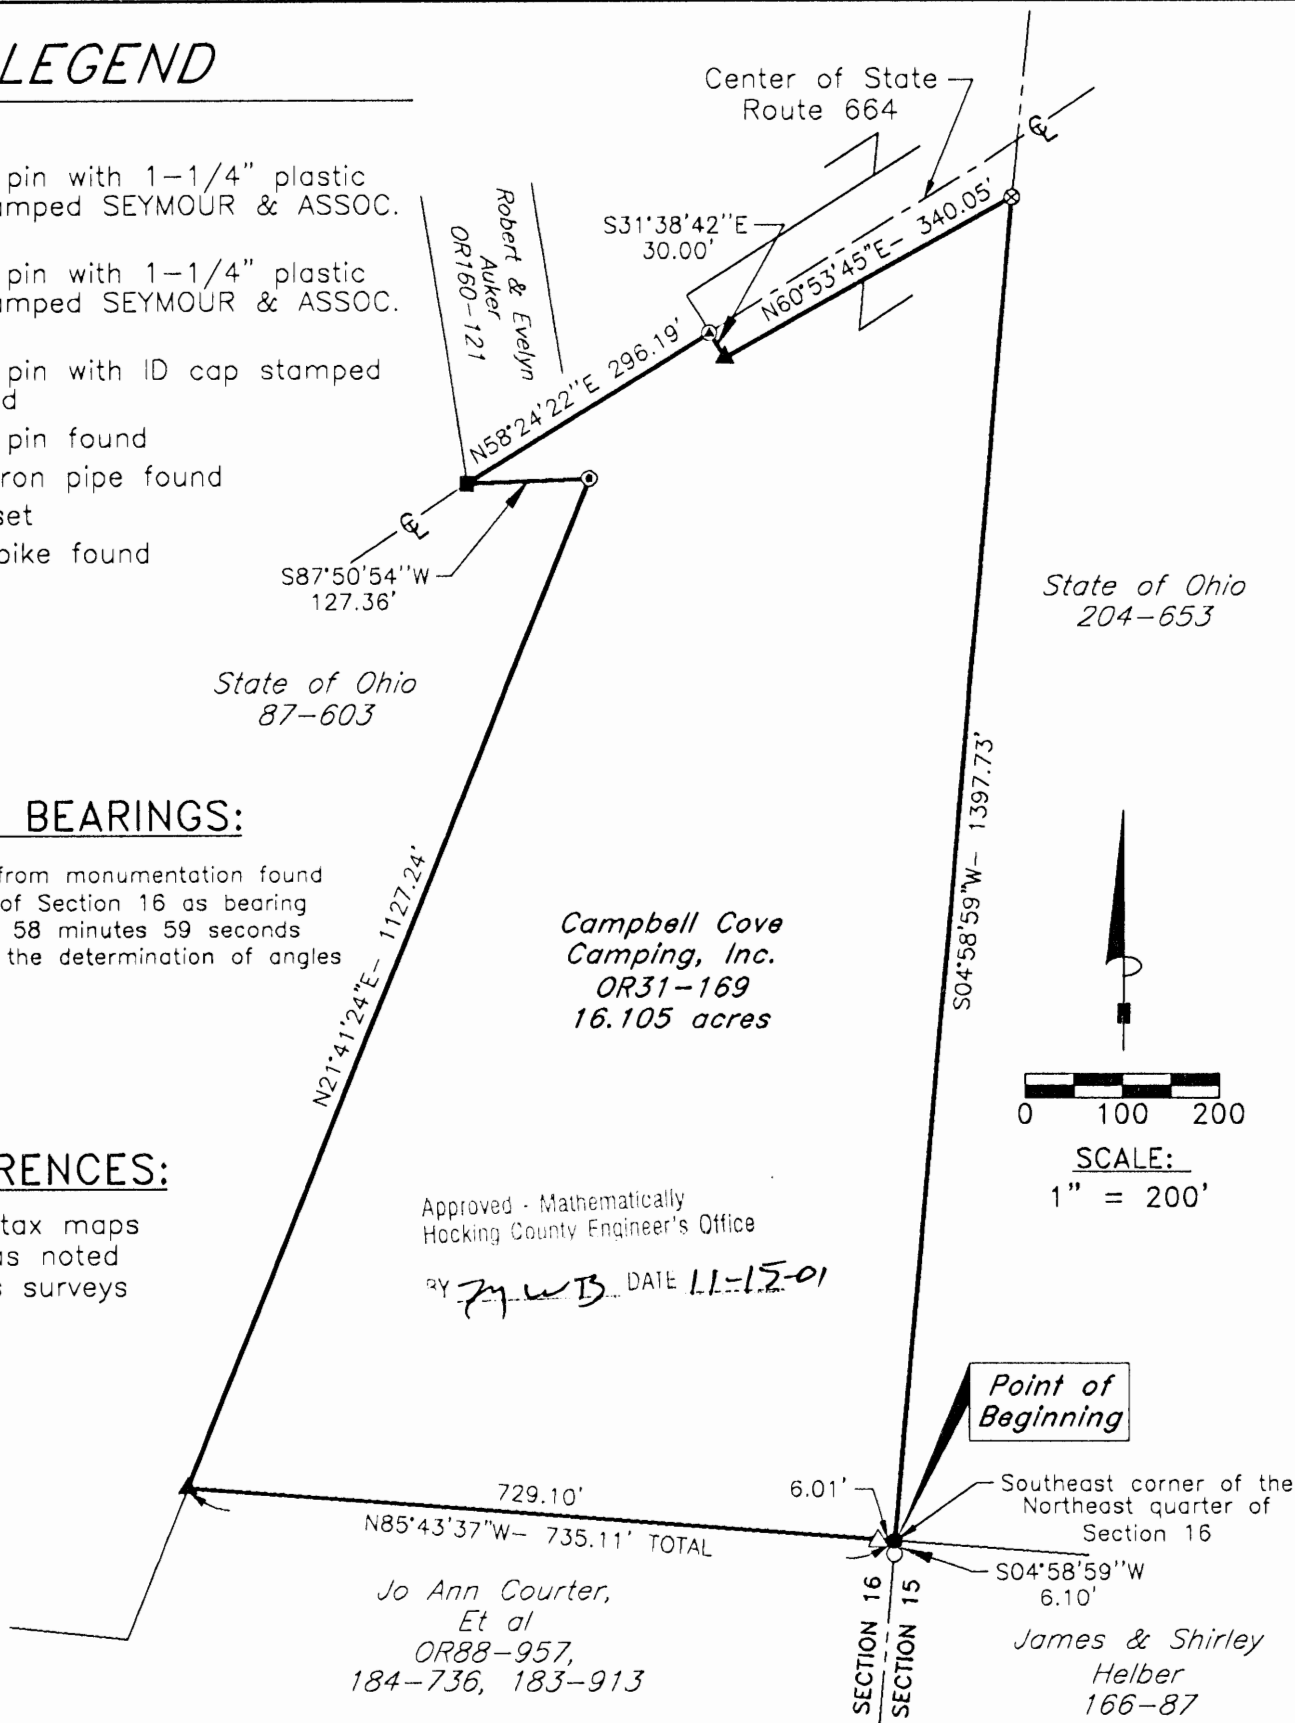 LEGEND
pin with 1-1/4" plastic
amped SEYMOUR & ASSOC.
pin with 1-1/4" plastic
amped SEYMOUR & ASSOC.
pin with ID cap stamped
d
pin found
ron pipe found
set
pike found
Center of State
Route 664
Robert & Evelyn
Auker
OR160-121
S31°38'42"E
30.00'
N60°53'45"E- 340.05'
N58°24'22"E 296.19'
S87°50'54"W
127.36'
State of Ohio
87-603
State of Ohio
204-653
BEARINGS:
from monumentation found
of Section 16 as bearing
58 minutes 59 seconds
the determination of angles
N21°41'24"E- 1127.24'
S04°58'59"W- 1397.73'
Campbell Cove
Camping, Inc.
OR31-169
16.105 acres
0 100 200
SCALE:
1" = 200'
RENCES:
tax maps
as noted
s surveys
Approved - Mathematically
Hocking County Engineer's Office
BY DATE 11-15-01
Point of
Beginning
729.10'
6.01'
N85°43'37"W- 735.11' TOTAL
Southeast corner of the
Northeast quarter of
Section 16
S04°58'59"W
6.10'
Jo Ann Courter,
Et al
OR88-957,
184-736, 183-913
SECTION 16
SECTION 15
James & Shirley
Helber
166-87